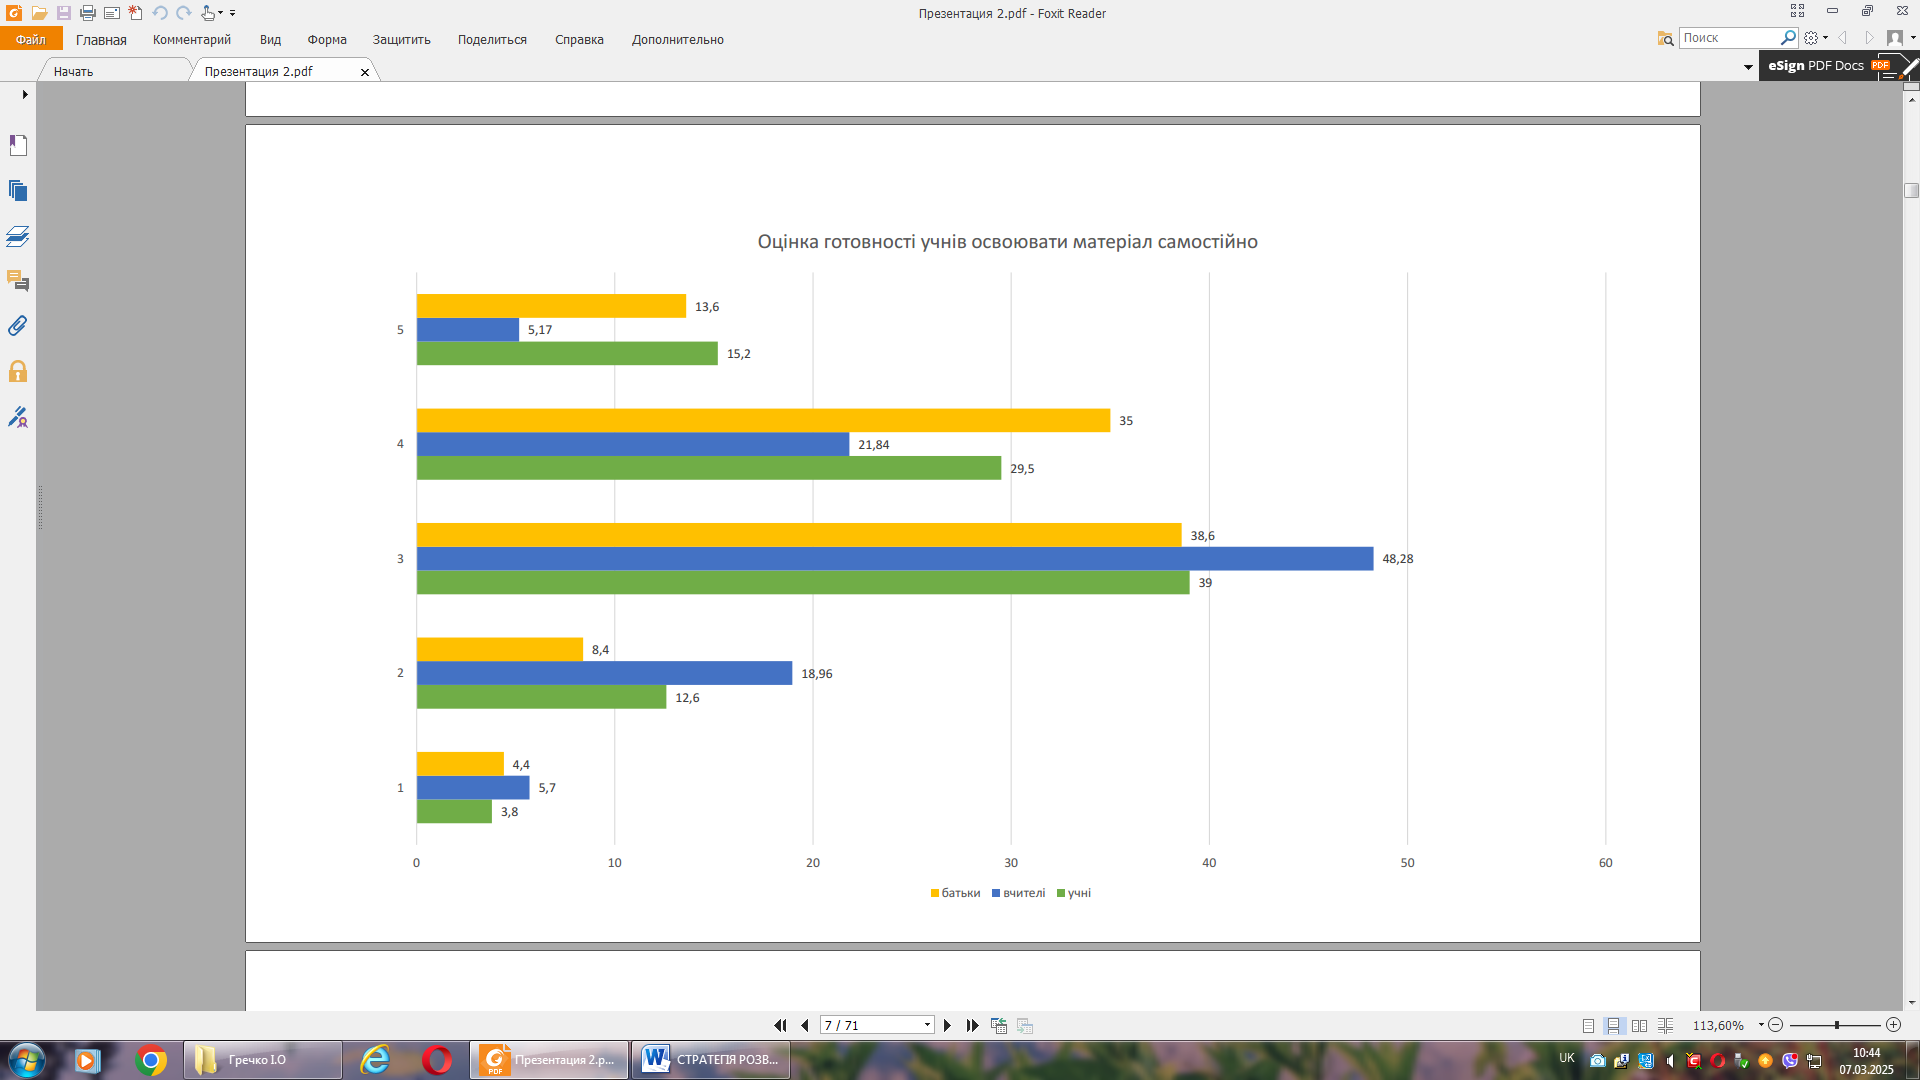 Презентация 2.pdf - Foxit Reader
Файл Главная Комментарий Вид Форма Защитить Поделиться Справка Дополнительно
Поиск
Начать
Презентация 2.pdf
eSign PDF Docs PDF
Оцінка готовності учнів освоювати матеріал самостійно
13,6
5
5,17
15,2
35
4
21,84
29,5
38,6
3
48,28
39
8,4
2
18,96
12,6
4,4
1
5,7
3,8
0 10 20 30 40 50 60
батьки вчителі учні
7 / 71
113,60%
Гречко І.О
Презентация 2.p...
СТРАТЕГІЯ РОЗВ...
UK
10:44
07.03.2025